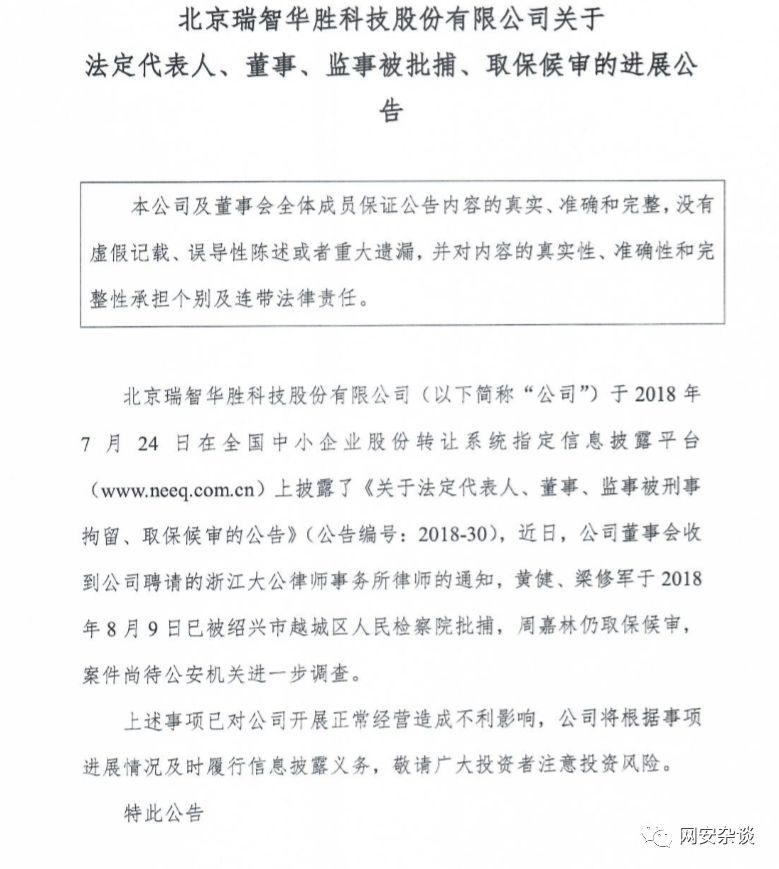 北京瑞智华胜科技股份有限公司关于
法定代表人、董事、监事被批捕、取保候审的进展公
告
本公司及董事会全体成员保证公告内容的真实、准确和完整，没有
虚假记载、误导性陈述或者重大遗漏，并对内容的真实性、准确性和完
整性承担个别及连带法律责任。
北京瑞智华胜科技股份有限公司（以下简称“公司”）于 2018 年
7 月 24 日在全国中小企业股份转让系统指定信息披露平台
（www.neeq.com.cn）上披露了《关于法定代表人、董事、监事被刑事
拘留、取保候审的公告》（公告编号：2018-30），近日，公司董事会收
到公司聘请的浙江大公律师事务所律师的通知，黄健、梁修军于 2018
年 8 月 9 日已被绍兴市越城区人民检察院批捕，周嘉林仍取保候审，
案件尚待公安机关进一步调查。
上述事项已对公司开展正常经营造成不利影响，公司将根据事项
进展情况及时履行信息披露义务，敬请广大投资者注意投资风险。
特此公告
网安杂谈